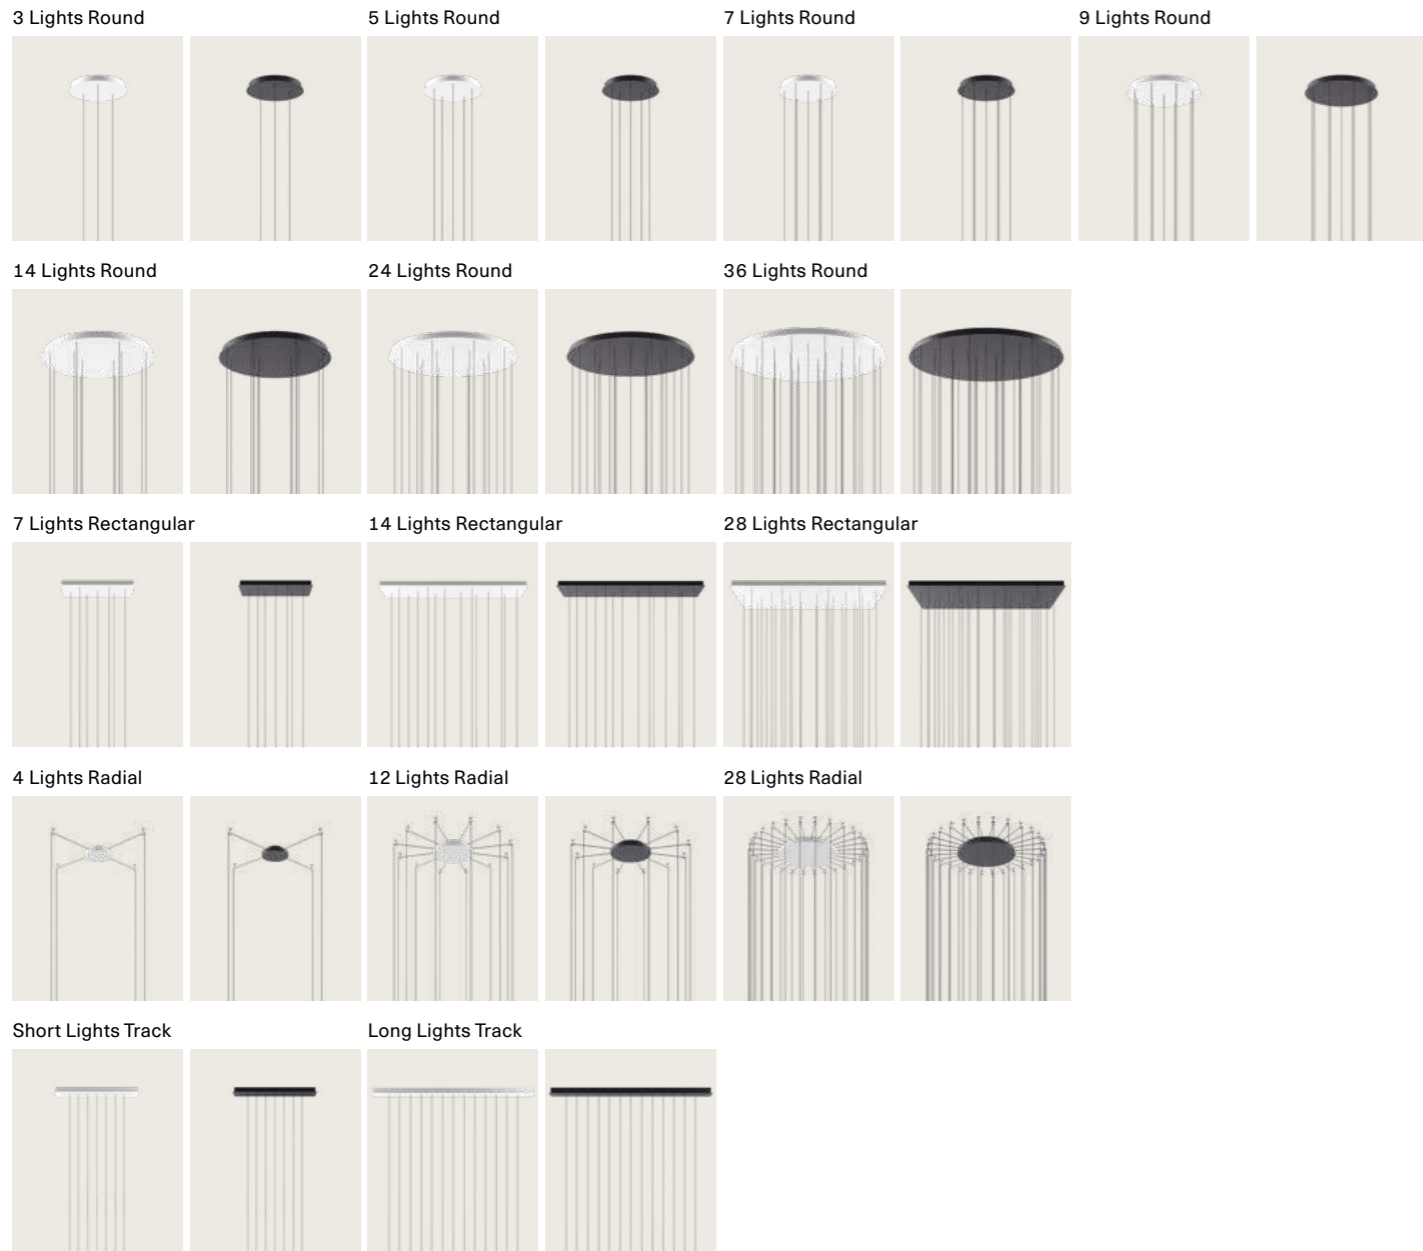 3 Lights Round
5 Lights Round
7 Lights Round
9 Lights Round
14 Lights Round
24 Lights Round
36 Lights Round
7 Lights Rectangular
14 Lights Rectangular
28 Lights Rectangular
4 Lights Radial
12 Lights Radial
28 Lights Radial
Short Lights Track
Long Lights Track